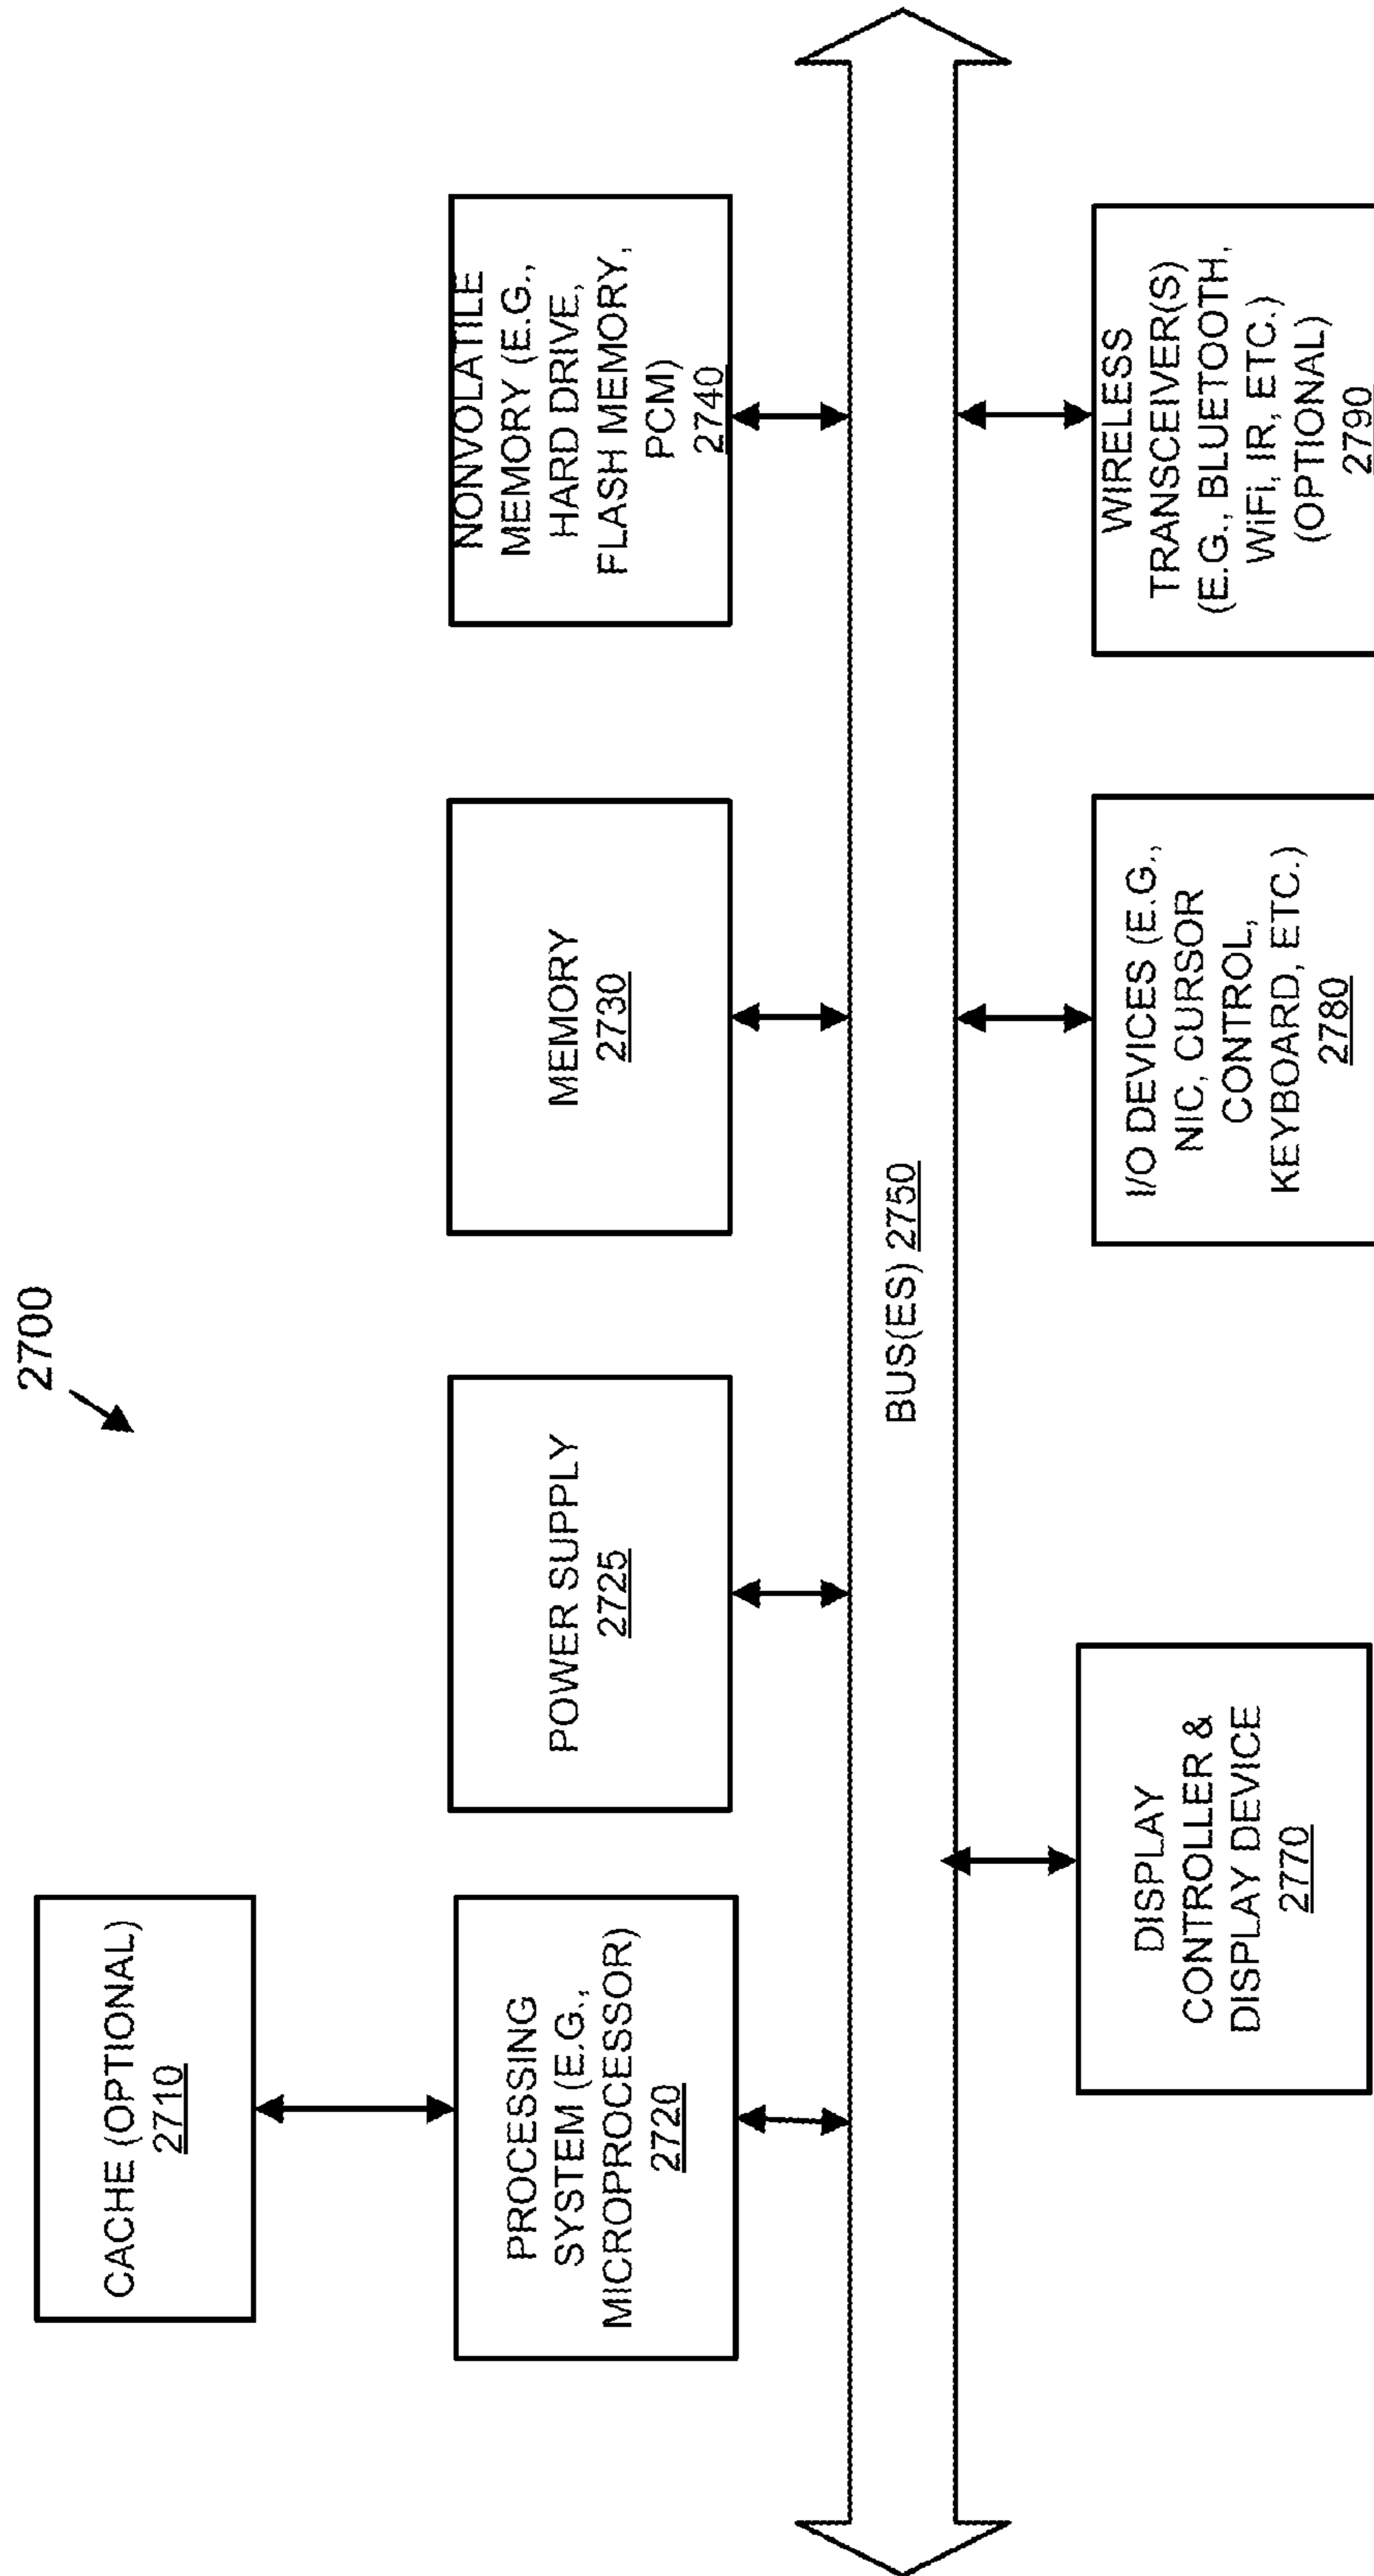 2700
CACHE (OPTIONAL)
2710
PROCESSING
SYSTEM (E.G.,
MICROPROCESSOR)
2720
POWER SUPPLY
2725
MEMORY
2730
NONVOLATILE
MEMORY (E.G.,
HARD DRIVE,
FLASH MEMORY,
PCM)
2740
BUS(ES) 2750
DISPLAY
CONTROLLER &
DISPLAY DEVICE
2770
I/O DEVICES (E.G.,
NIC, CURSOR
CONTROL,
KEYBOARD, ETC.)
2780
WIRELESS
TRANSCEIVER(S)
(E.G., BLUETOOTH,
WiFi, IR, ETC.)
(OPTIONAL)
2790